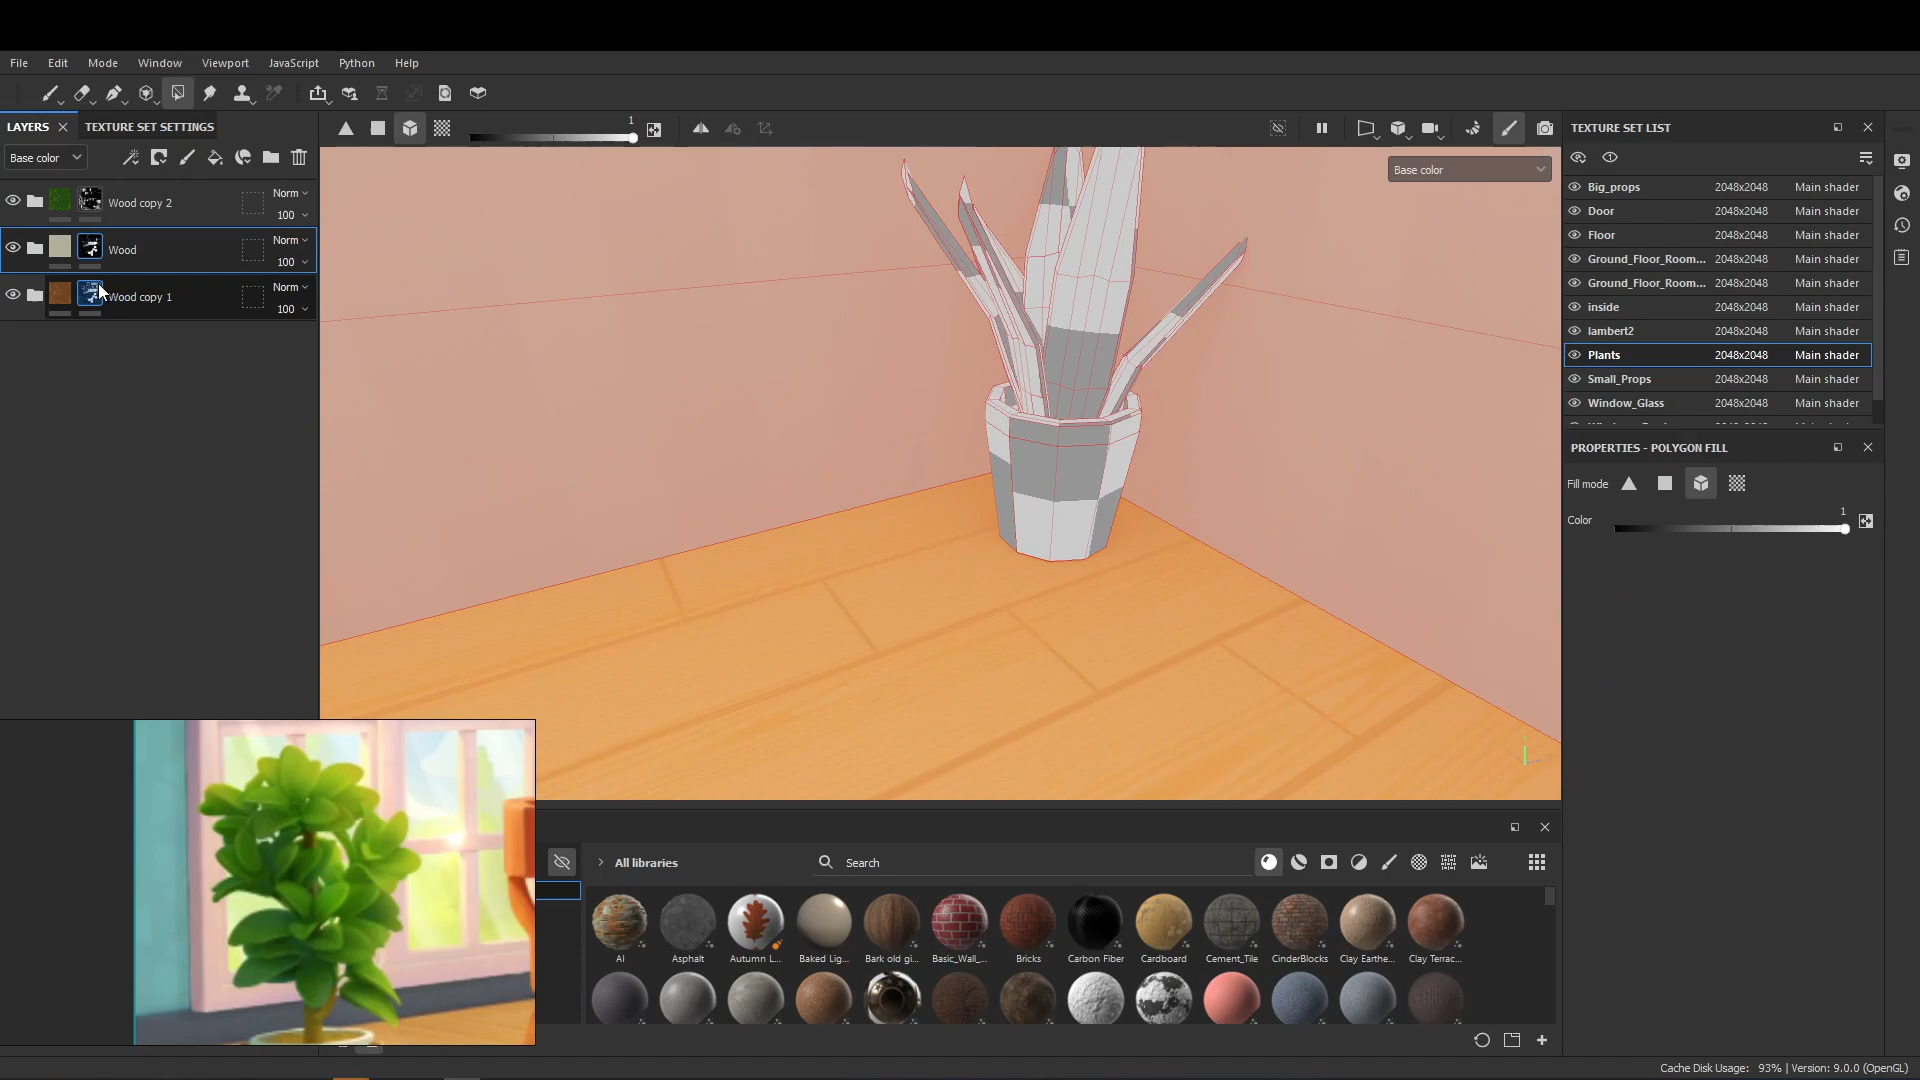 File Edit Mode Window Viewport JavaScript Python Help
LAYERS TEXTURE SET SETTINGS
Base color
Wood copy 2 Norm 100
Wood Norm 100
Wood copy 1 Norm 100
1
Base color
TEXTURE SET LIST
Big_props 2048x2048 Main shader
Door 2048x2048 Main shader
Floor 2048x2048 Main shader
Ground_Floor_Room... 2048x2048 Main shader
Ground_Floor_Room... 2048x2048 Main shader
inside 2048x2048 Main shader
lambert2 2048x2048 Main shader
Plants 2048x2048 Main shader
Small_Props 2048x2048 Main shader
Window_Glass 2048x2048 Main shader
PROPERTIES - POLYGON FILL
Fill mode
Color 1
Y
All libraries Search
AI Asphalt Autumn L... Baked Lig... Bark old gi... Basic_Wall_... Bricks Carbon Fiber Cardboard Cement_Tile CinderBlocks Clay Earthe... Clay Terrac...
Cache Disk Usage: 93% | Version: 9.0.0 (OpenGL)